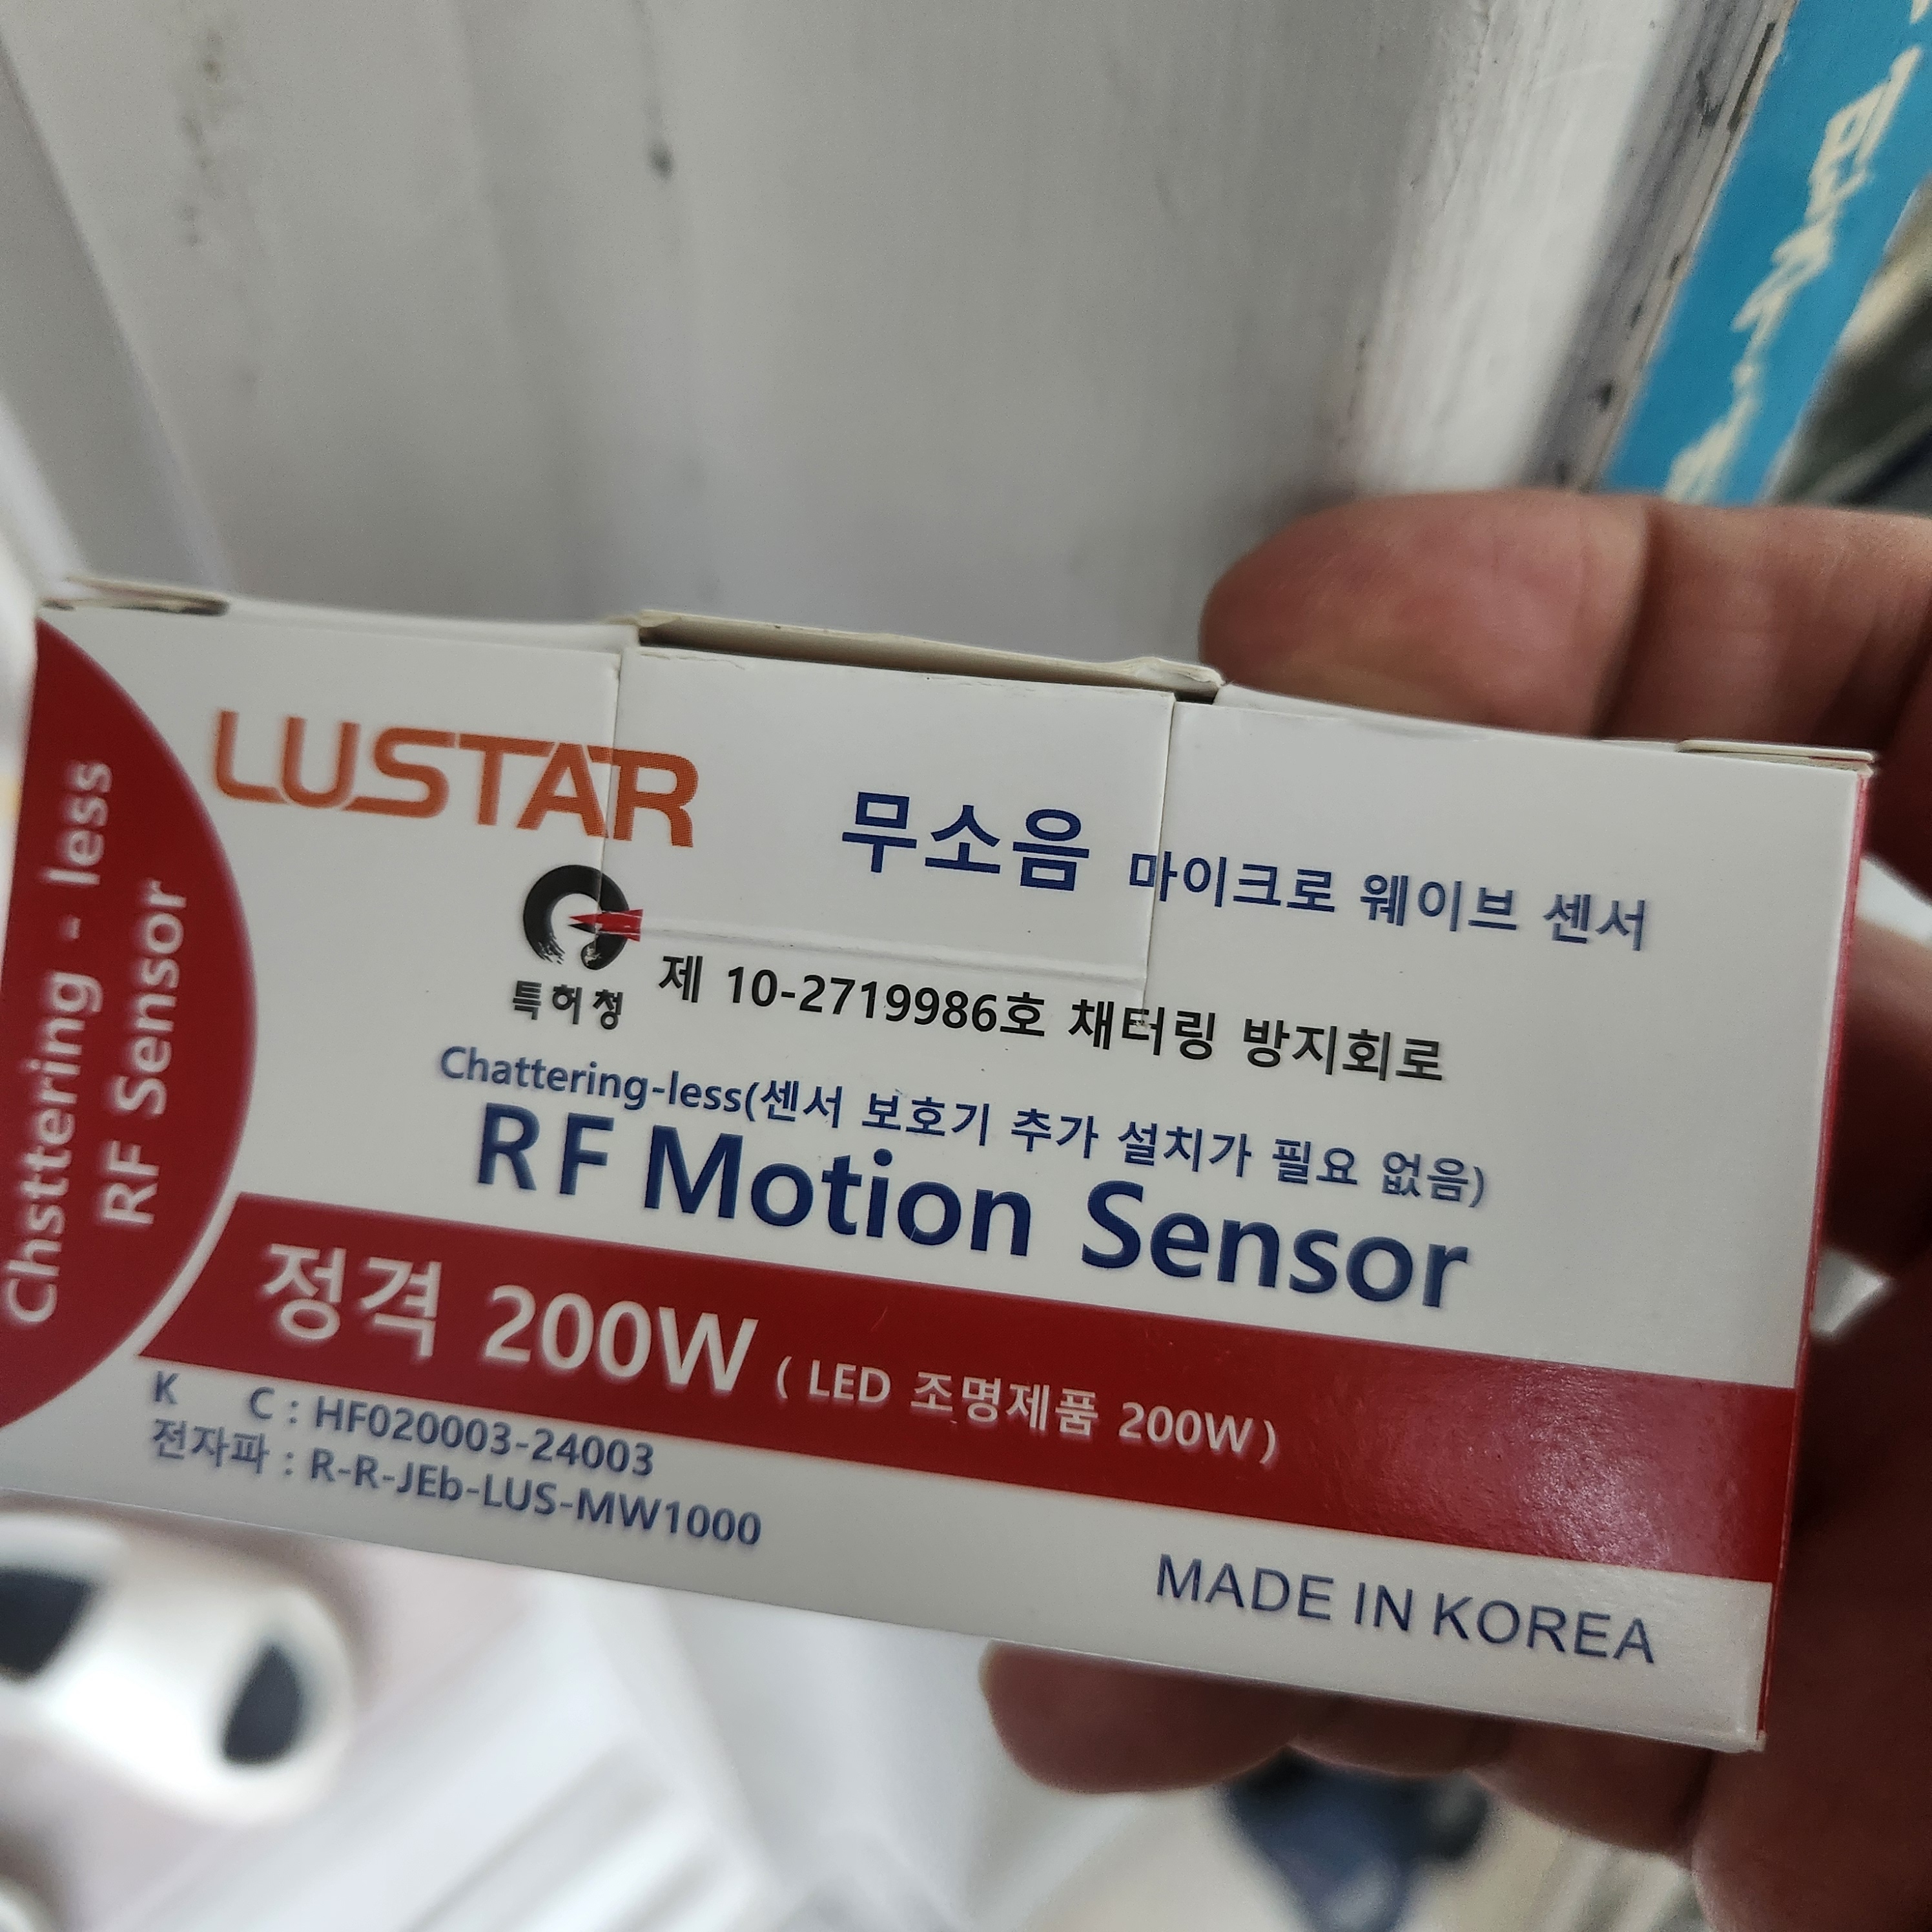 Chsttering - less
RF Sensor
LUSTAR
무소음 마이크로 웨이브 센서
특허청
제 10-2719986호 채터링 방지회로
Chattering-less(센서 보호기 추가 설치가 필요 없음)
RF Motion Sensor
정격 200W ( LED 조명제품 200W )
K C : HF020003-24003
전자파 : R-R-JEb-LUS-MW1000
MADE IN KOREA